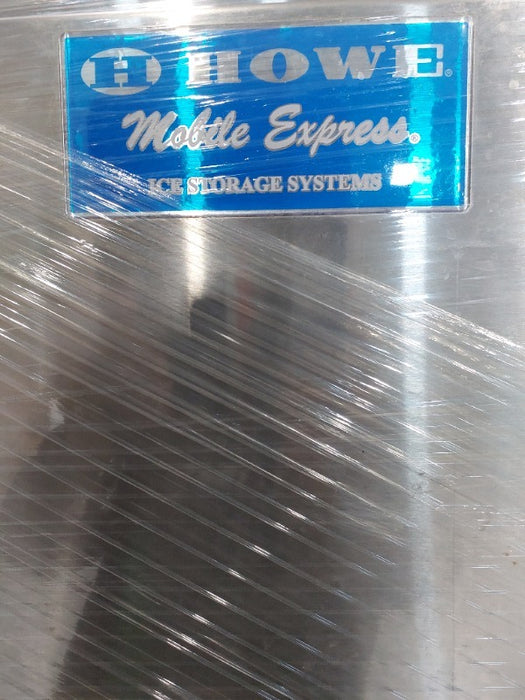 H HOWE®
Mobile Express®
ICE STORAGE SYSTEMS